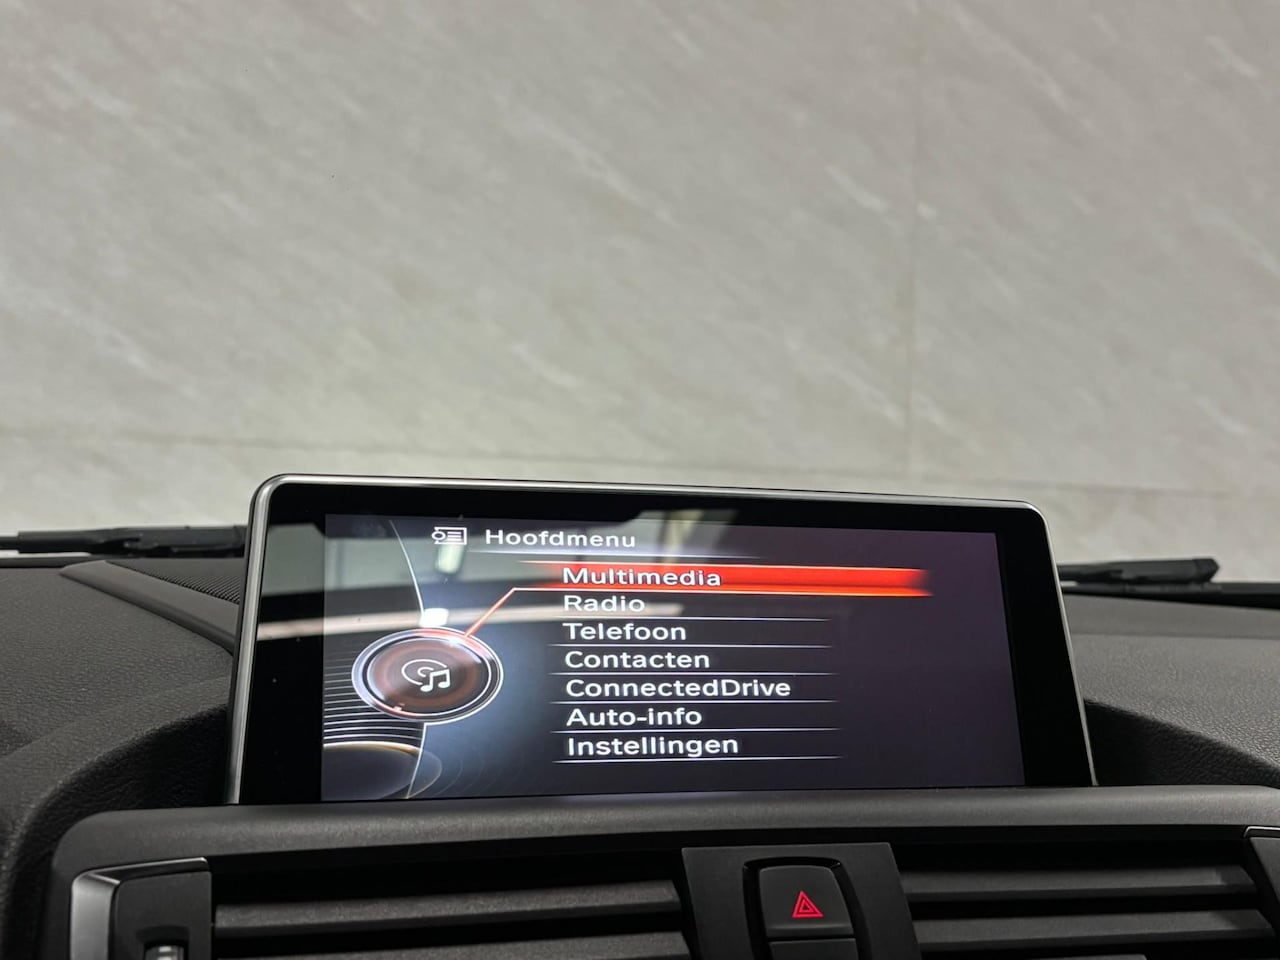 Hoofdmenu
Multimedia
Radio
Telefoon
Contacten
ConnectedDrive
Auto-info
Instellingen